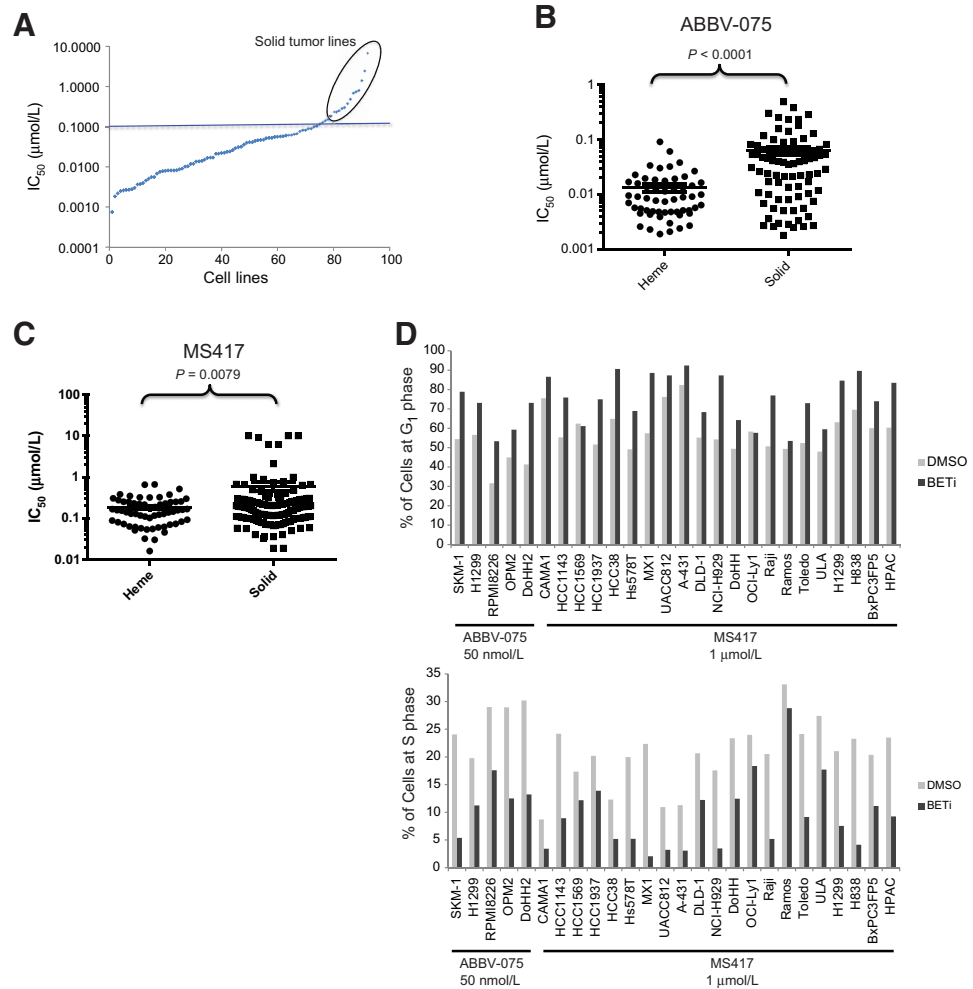 A
Solid tumor lines
10.0000
1.0000
0.1000
0.0100
0.0010
0.0001
IC50 (μmol/L)
0 20 40 60 80 100
Cell lines
B
ABBV-075
P < 0.0001
1
0.1
0.01
0.001
IC50 (μmol/L)
Heme Solid
C
MS417
P = 0.0079
100
10
1
0.1
0.01
IC50 (μmol/L)
Heme Solid
D
100
90
80
70
60
50
40
30
20
10
0
% of Cells at G1 phase
DMSO
BETi
SKM-1 H1299 RPMI8226 OPM2 DoHH2 CAMA1 HCC1143 HCC1569 HCC1937 HCC38 Hs578T MX1 UACC812 A-431 DLD-1 NCI-H929 DoHH OCI-Ly1 Raji Ramos Toledo ULA H1299 H838 BxPC3FP5 HPAC
ABBV-075 MS417
50 nmol/L 1 μmol/L
35
30
25
20
15
10
5
0
% of Cells at S phase
DMSO
BETi
SKM-1 H1299 RPMI8226 OPM2 DoHH2 CAMA1 HCC1143 HCC1569 HCC1937 HCC38 Hs578T MX1 UACC812 A-431 DLD-1 NCI-H929 DoHH OCI-Ly1 Raji Ramos Toledo ULA H1299 H838 BxPC3FP5 HPAC
ABBV-075 MS417
50 nmol/L 1 μmol/L